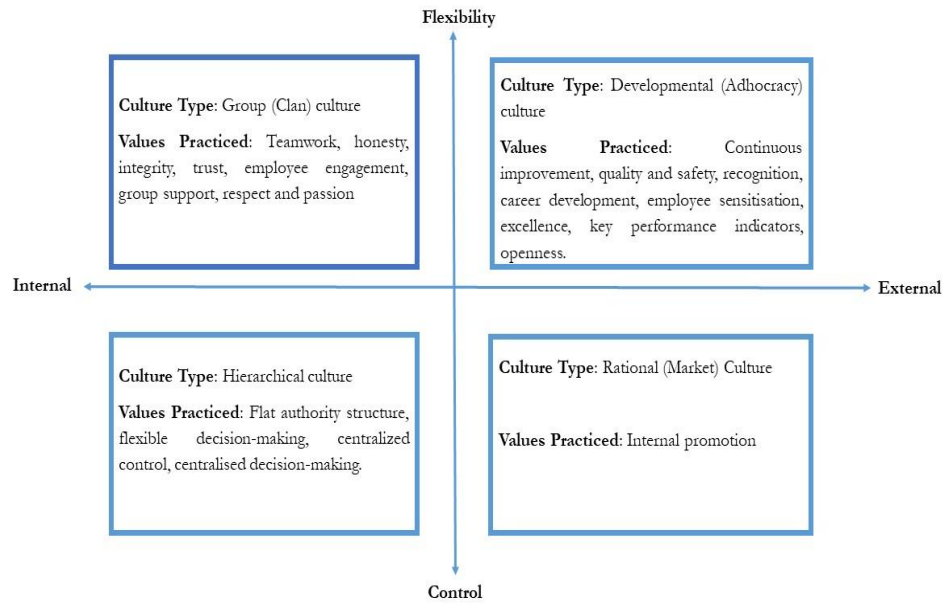 Flexibility
Culture Type: Group (Clan) culture
Values Practiced: Teamwork, honesty,
integrity, trust, employee engagement,
group support, respect and passion
Culture Type: Developmental (Adhocracy)
culture
Values Practiced: Continuous
improvement, quality and safety, recognition,
career development, employee sensitisation,
excellence, key performance indicators,
openness.
Internal
External
Culture Type: Hierarchical culture
Values Practiced: Flat authority structure,
flexible decision-making, centralized
control, centralised decision-making.
Culture Type: Rational (Market) Culture
Values Practiced: Internal promotion
Control